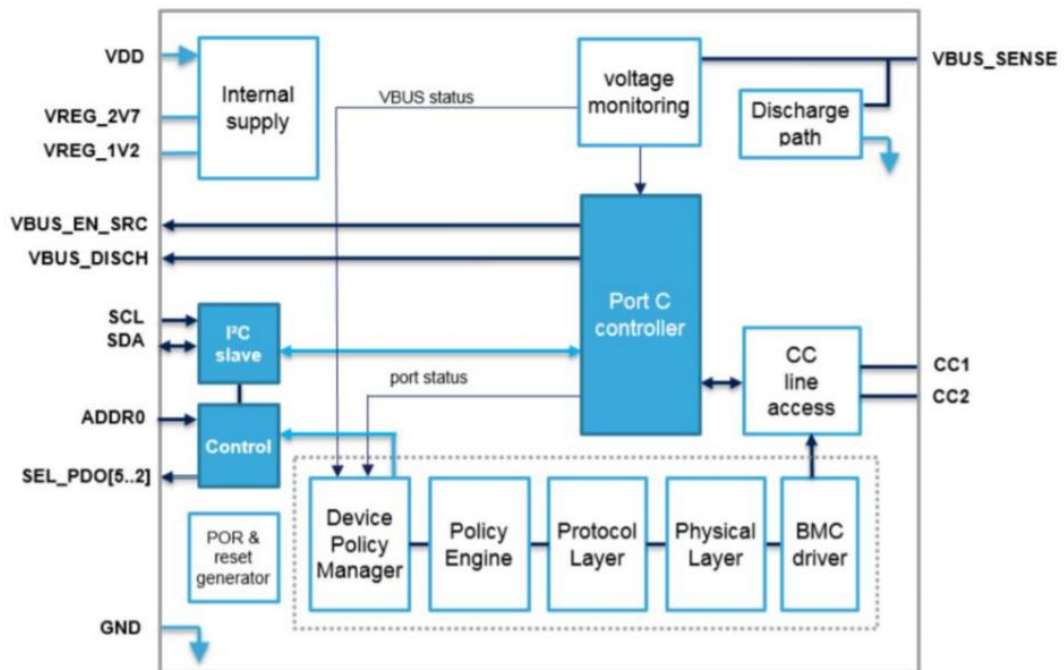 VDD
VREG_2V7
VREG_1V2
Internal
supply
VBUS status
voltage
monitoring
VBUS_SENSE
Discharge
path
VBUS_EN_SRC
VBUS_DISCH
Port C
controller
SCL
SDA
I²C
slave
port status
CC
line
access
CC1
CC2
ADDR0
Control
SEL_PDO[5..2]
POR &
reset
generator
Device
Policy
Manager
Policy
Engine
Protocol
Layer
Physical
Layer
BMC
driver
GND